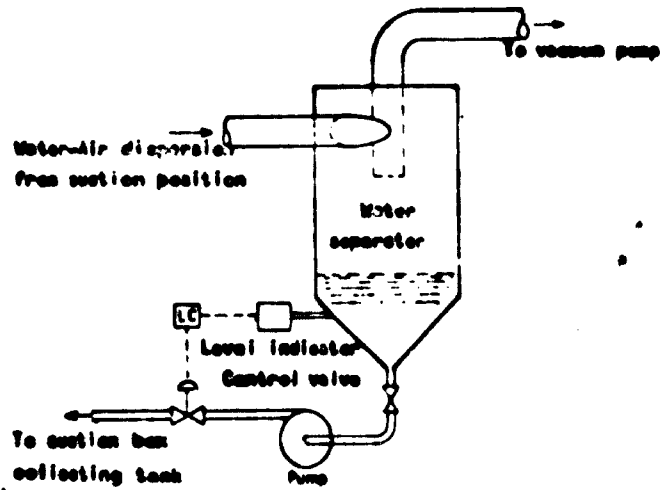 To vacuum pump
Water-Air dispersion
from suction position
Water
separator
LC
Level indicator
Control valve
To suction box
collecting tank
Pump